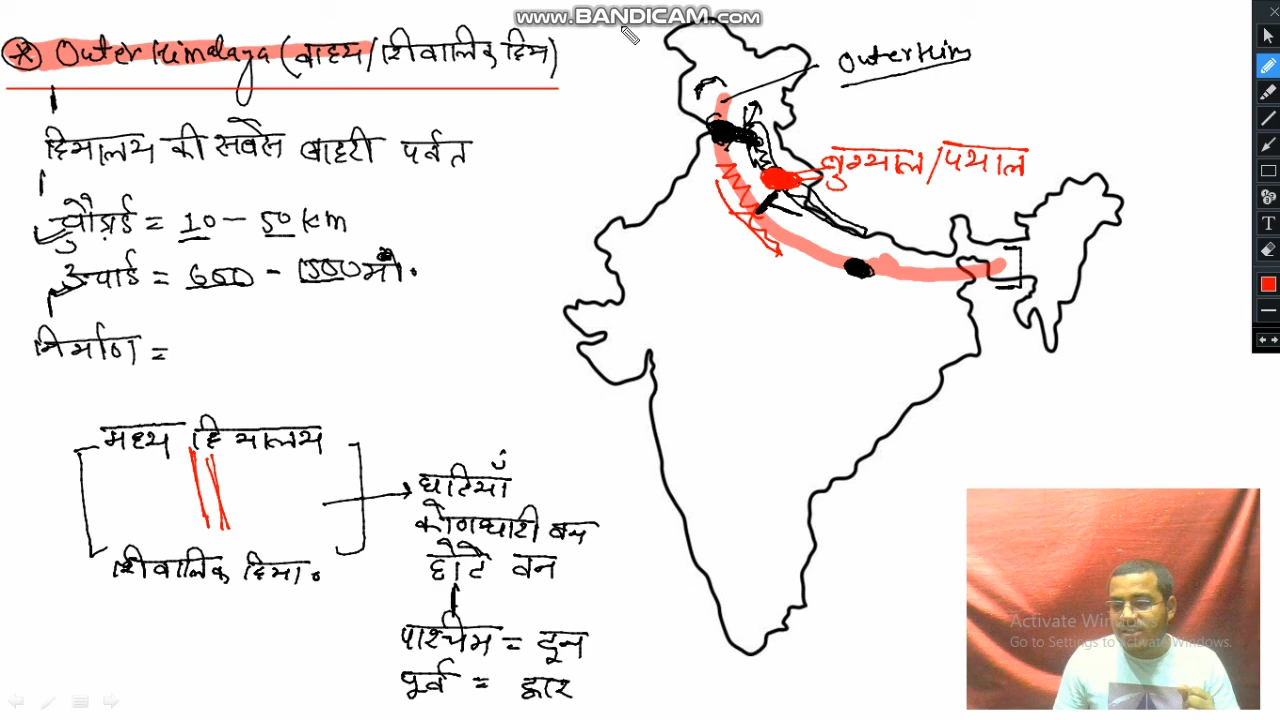 www.BANDICAM.com
Outer Himalaya (वाह्य/शिवालिक हिम)
हिमालय की सबसे बाहरी पर्वत
चौड़ाई = 10 - 50 km
ऊंचाई = 600 - 1500 मी.
निर्माण =
मध्य हिमालय
शिवालिक हिमा.
घाटियाँ
कोणधारी वन
छोटे वन
पश्चिम = दून
पूर्व = द्वार
outer Him
बुग्याल/पयाल
Activate Windows
Go to Settings to Activate Windows.